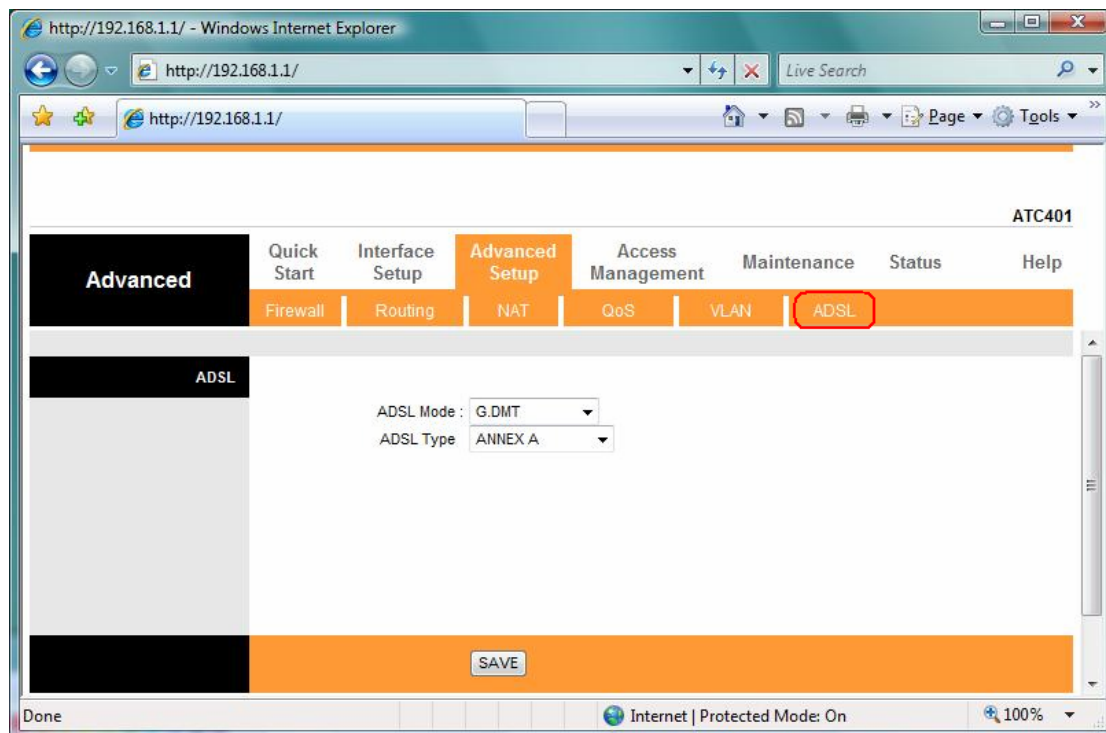 http://192.168.1.1/ - Windows Internet Explorer
http://192.168.1.1/
Live Search
http://192.168.1.1/
Page
Tools
ATC401
Advanced
Quick Start
Interface Setup
Advanced Setup
Access Management
Maintenance
Status
Help
Firewall
Routing
NAT
QoS
VLAN
ADSL
ADSL
ADSL Mode : G.DMT
ADSL Type ANNEX A
SAVE
Done
Internet | Protected Mode: On
100%